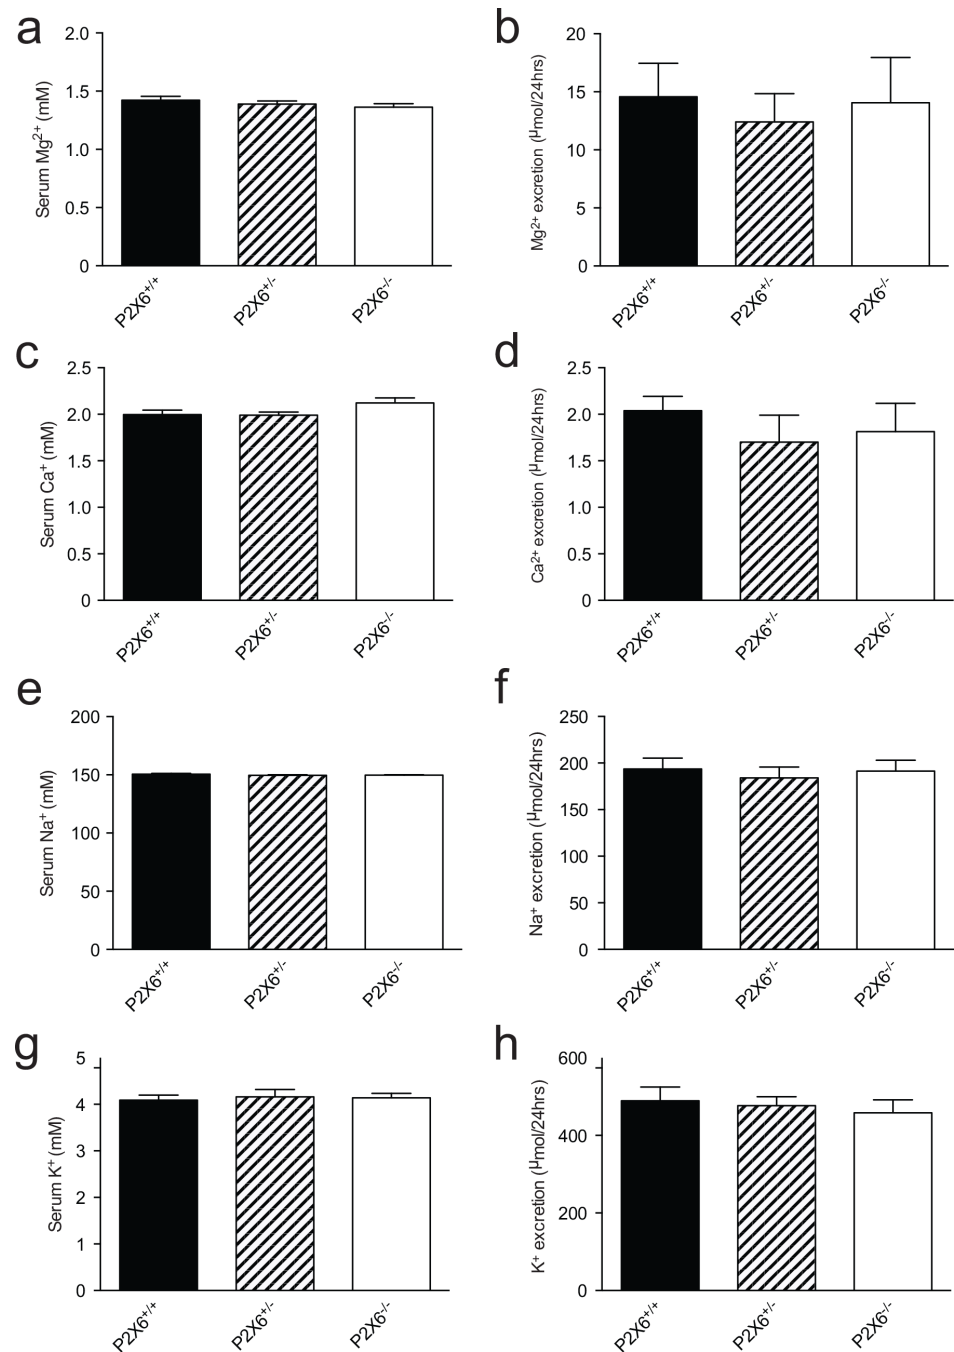 a
2.0
1.5
1.0
0.5
0
Serum Mg²⁺ (mM)
P2X6⁺/⁺
P2X6⁺/⁻
P2X6⁻/⁻
b
20
15
10
5
0
Mg²⁺ excretion (μmol/24hrs)
P2X6⁺/⁺
P2X6⁺/⁻
P2X6⁻/⁻
c
2.5
2.0
1.5
1.0
0.5
0
Serum Ca⁺ (mM)
P2X6⁺/⁺
P2X6⁺/⁻
P2X6⁻/⁻
d
2.5
2.0
1.5
1.0
0.5
0
Ca²⁺ excretion (μmol/24hrs)
P2X6⁺/⁺
P2X6⁺/⁻
P2X6⁻/⁻
e
200
150
100
50
0
Serum Na⁺ (mM)
P2X6⁺/⁺
P2X6⁺/⁻
P2X6⁻/⁻
f
250
200
150
100
50
0
Na⁺ excretion (μmol/24hrs)
P2X6⁺/⁺
P2X6⁺/⁻
P2X6⁻/⁻
g
5
4
3
2
1
0
Serum K⁺ (mM)
P2X6⁺/⁺
P2X6⁺/⁻
P2X6⁻/⁻
h
600
400
200
0
K⁺ excretion (μmol/24hrs)
P2X6⁺/⁺
P2X6⁺/⁻
P2X6⁻/⁻